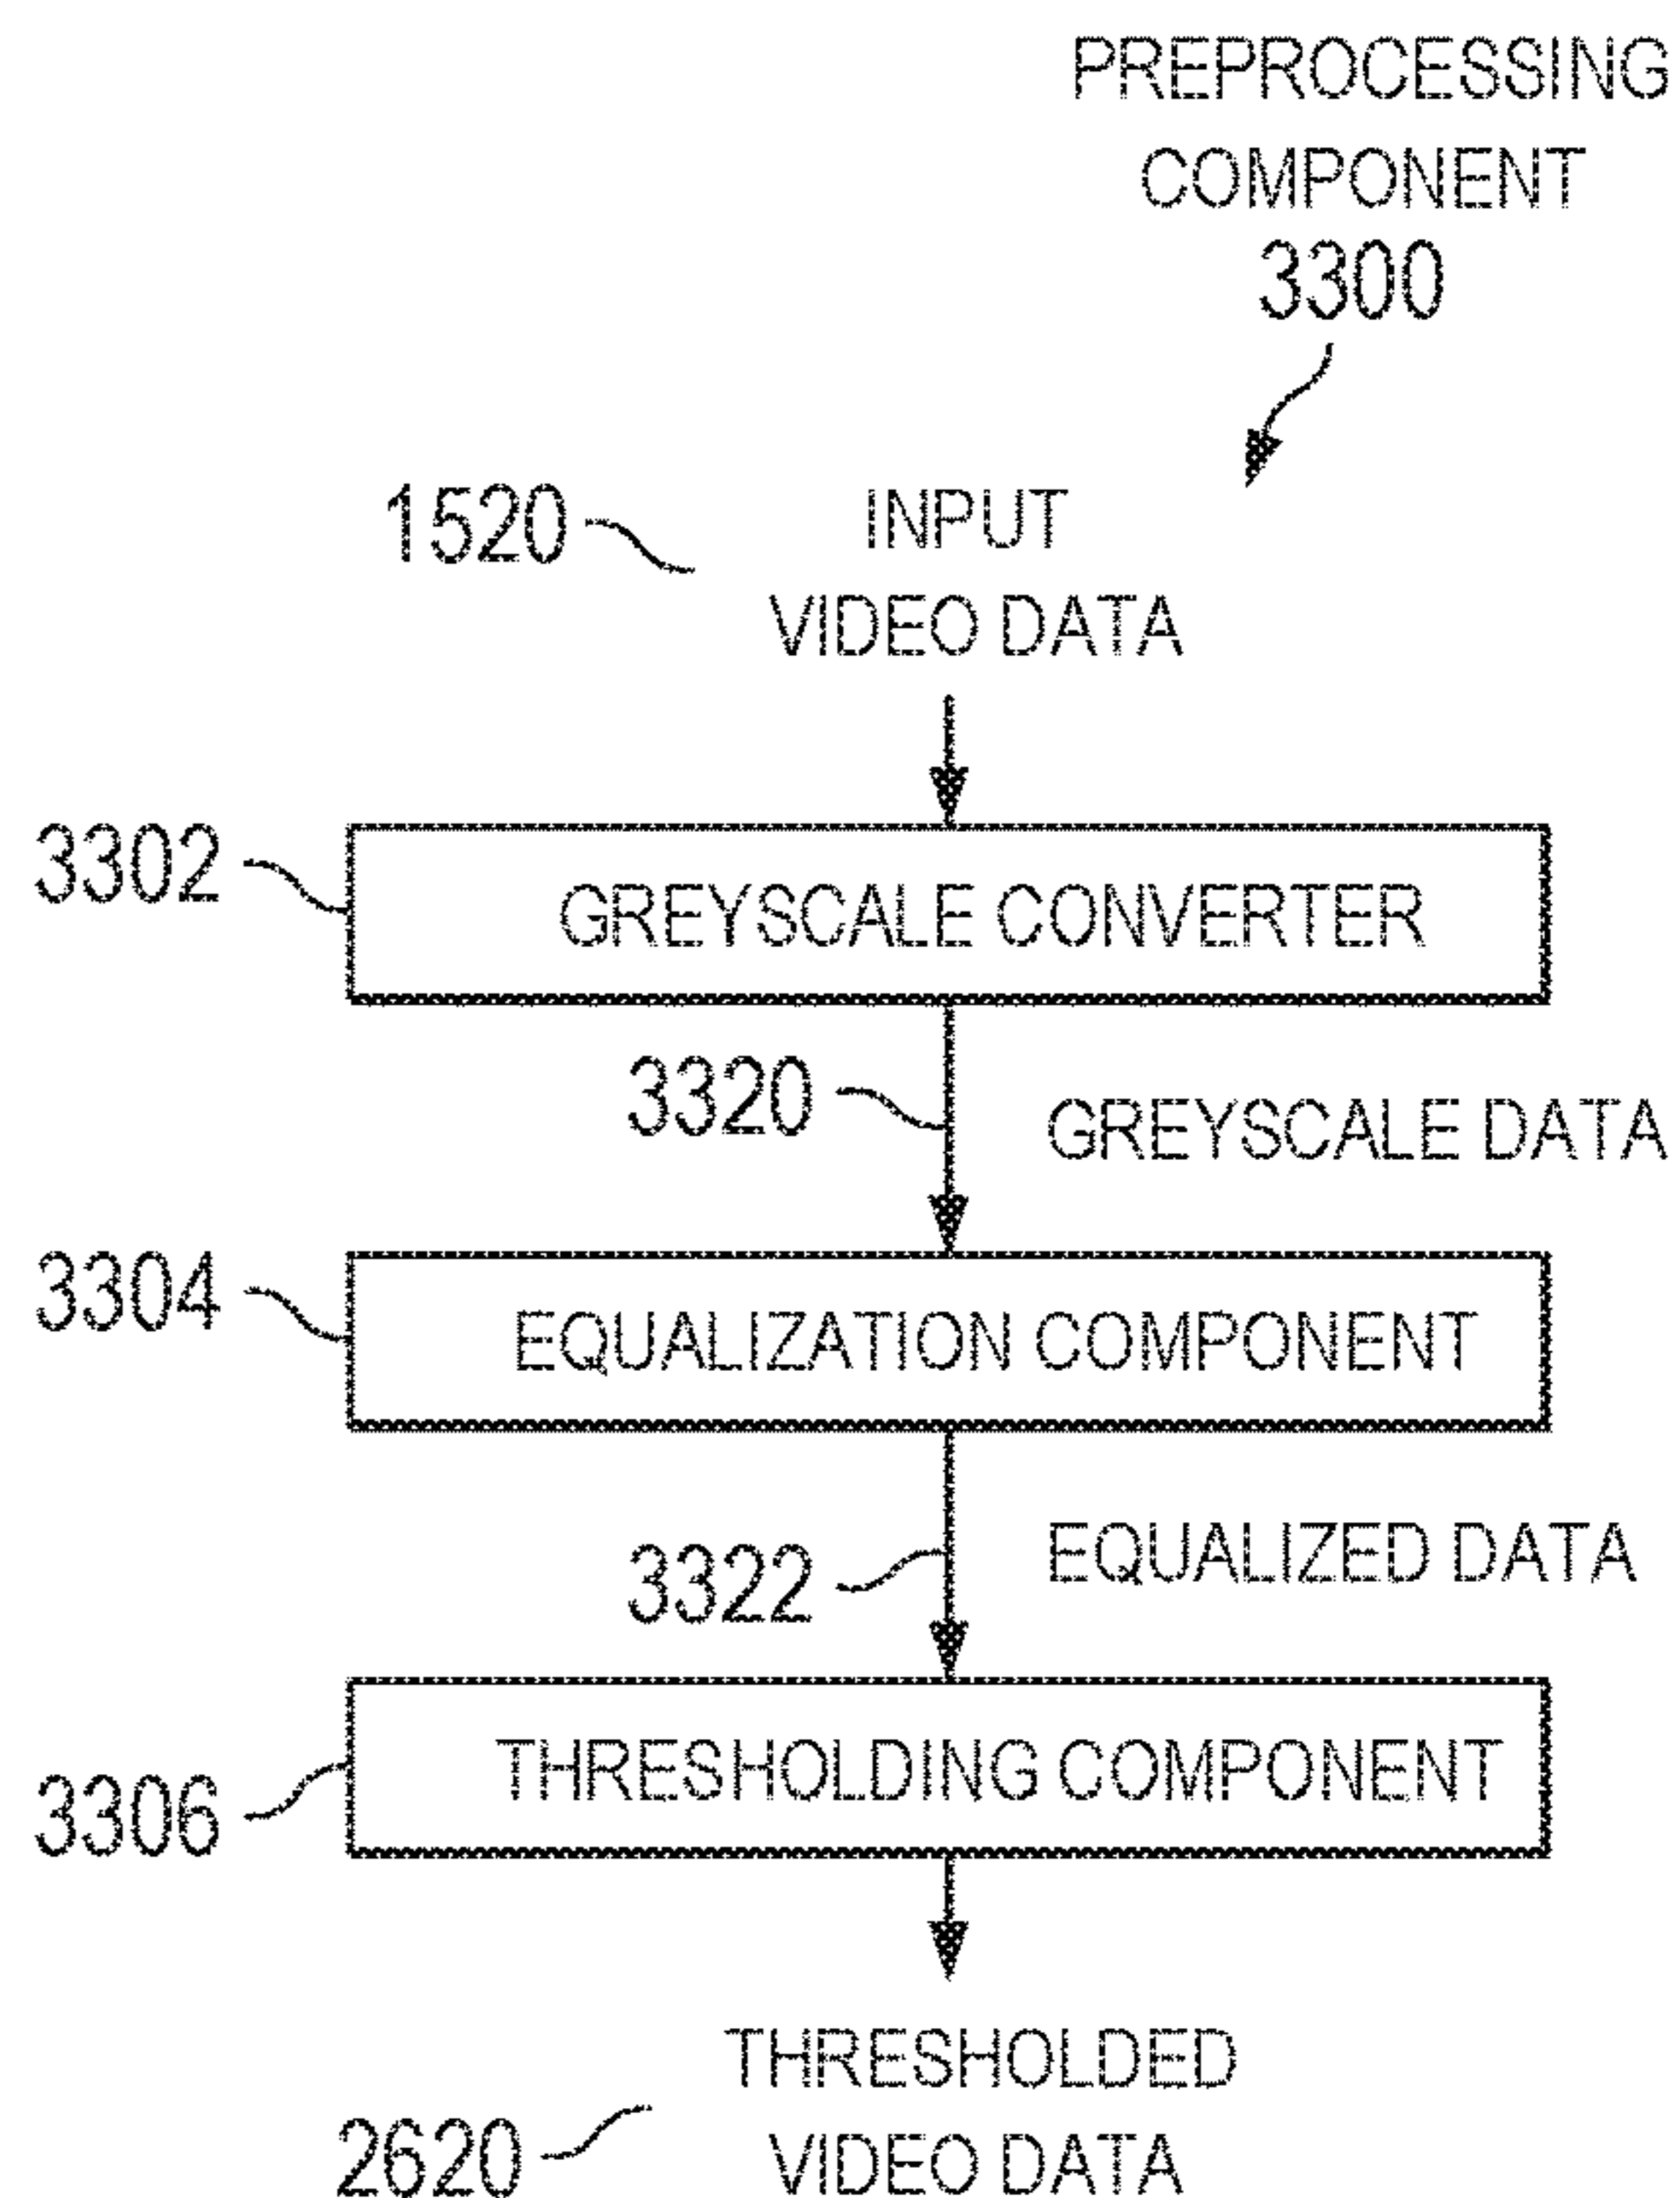 PREPROCESSING
COMPONENT
3300
1520
INPUT
VIDEO DATA
3302
GREYSCALE CONVERTER
3320
GREYSCALE DATA
3304
EQUALIZATION COMPONENT
3322
EQUALIZED DATA
3306
THRESHOLDING COMPONENT
THRESHOLDED
2620
VIDEO DATA